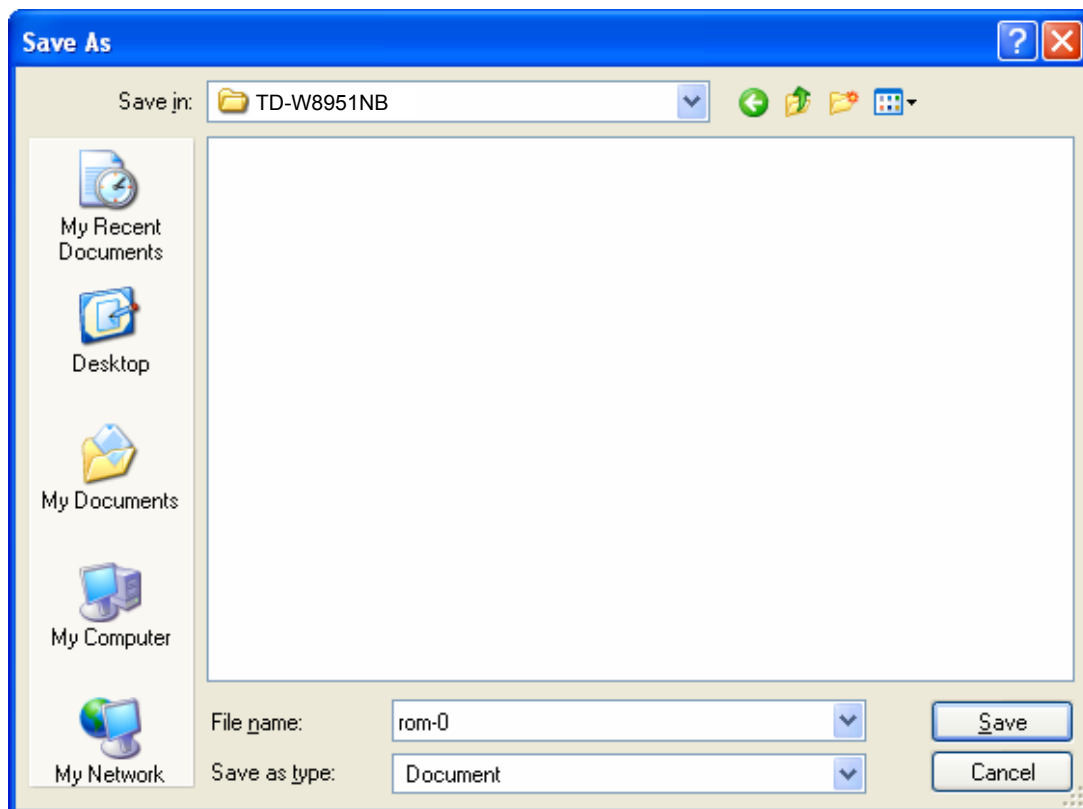 Save As
Save in: TD-W8951NB
My Recent
Documents
Desktop
My Documents
My Computer
My Network
File name: rom-0 Save
Save as type: Document Cancel